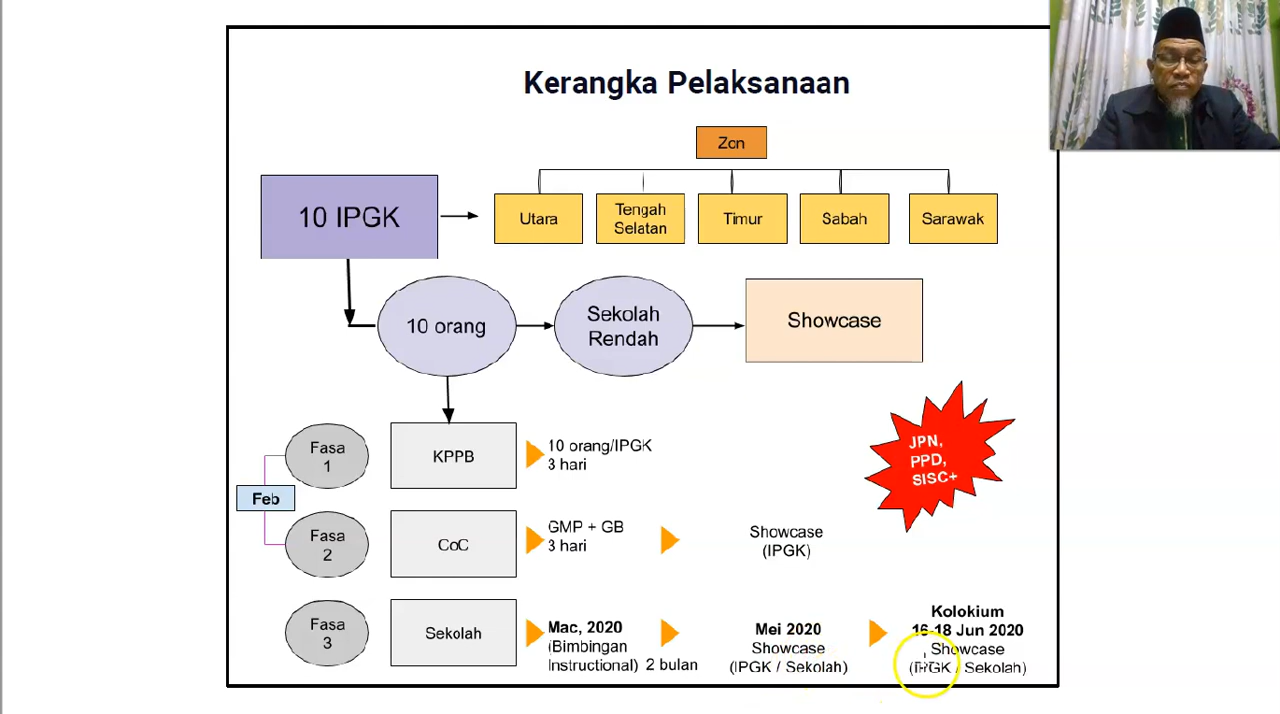 Kerangka Pelaksanaan
Zon
10 IPGK
Utara
Tengah
Selatan
Timur
Sabah
Sarawak
10 orang
Sekolah
Rendah
Showcase
JPN,
PPD,
SISC+
Feb
Fasa
1
KPPB
10 orang/IPGK
3 hari
Fasa
2
CoC
GMP + GB
3 hari
Showcase
(IPGK)
Fasa
3
Sekolah
Mac, 2020
(Bimbingan
Instructional)
2 bulan
Mei 2020
Showcase
(IPGK / Sekolah)
Kolokium
16-18 Jun 2020
Showcase
(IPGK / Sekolah)